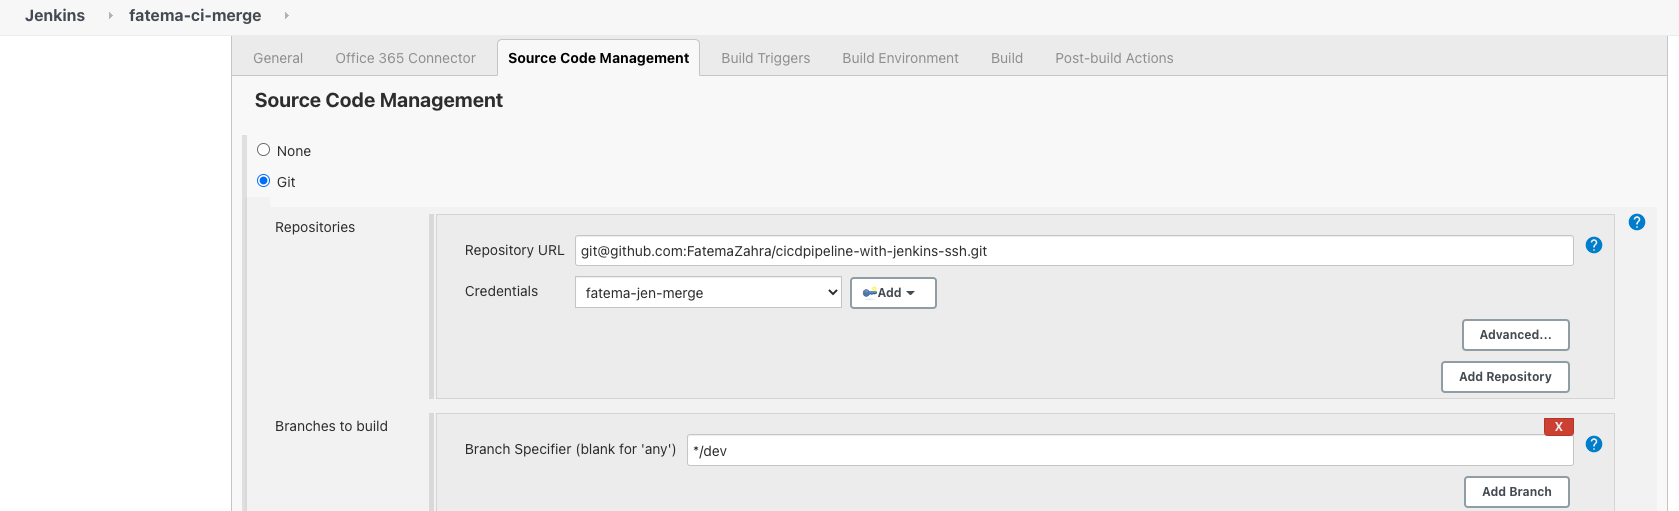 Jenkins fatema-ci-merge
General Office 365 Connector Source Code Management Build Triggers Build Environment Build Post-build Actions
Source Code Management
None
Git
Repositories
?
Repository URL git@github.com:FatemaZahra/cicdpipeline-with-jenkins-ssh.git ?
Credentials fatema-jen-merge Add
Advanced...
Add Repository
Branches to build
X
Branch Specifier (blank for 'any') */dev ?
Add Branch